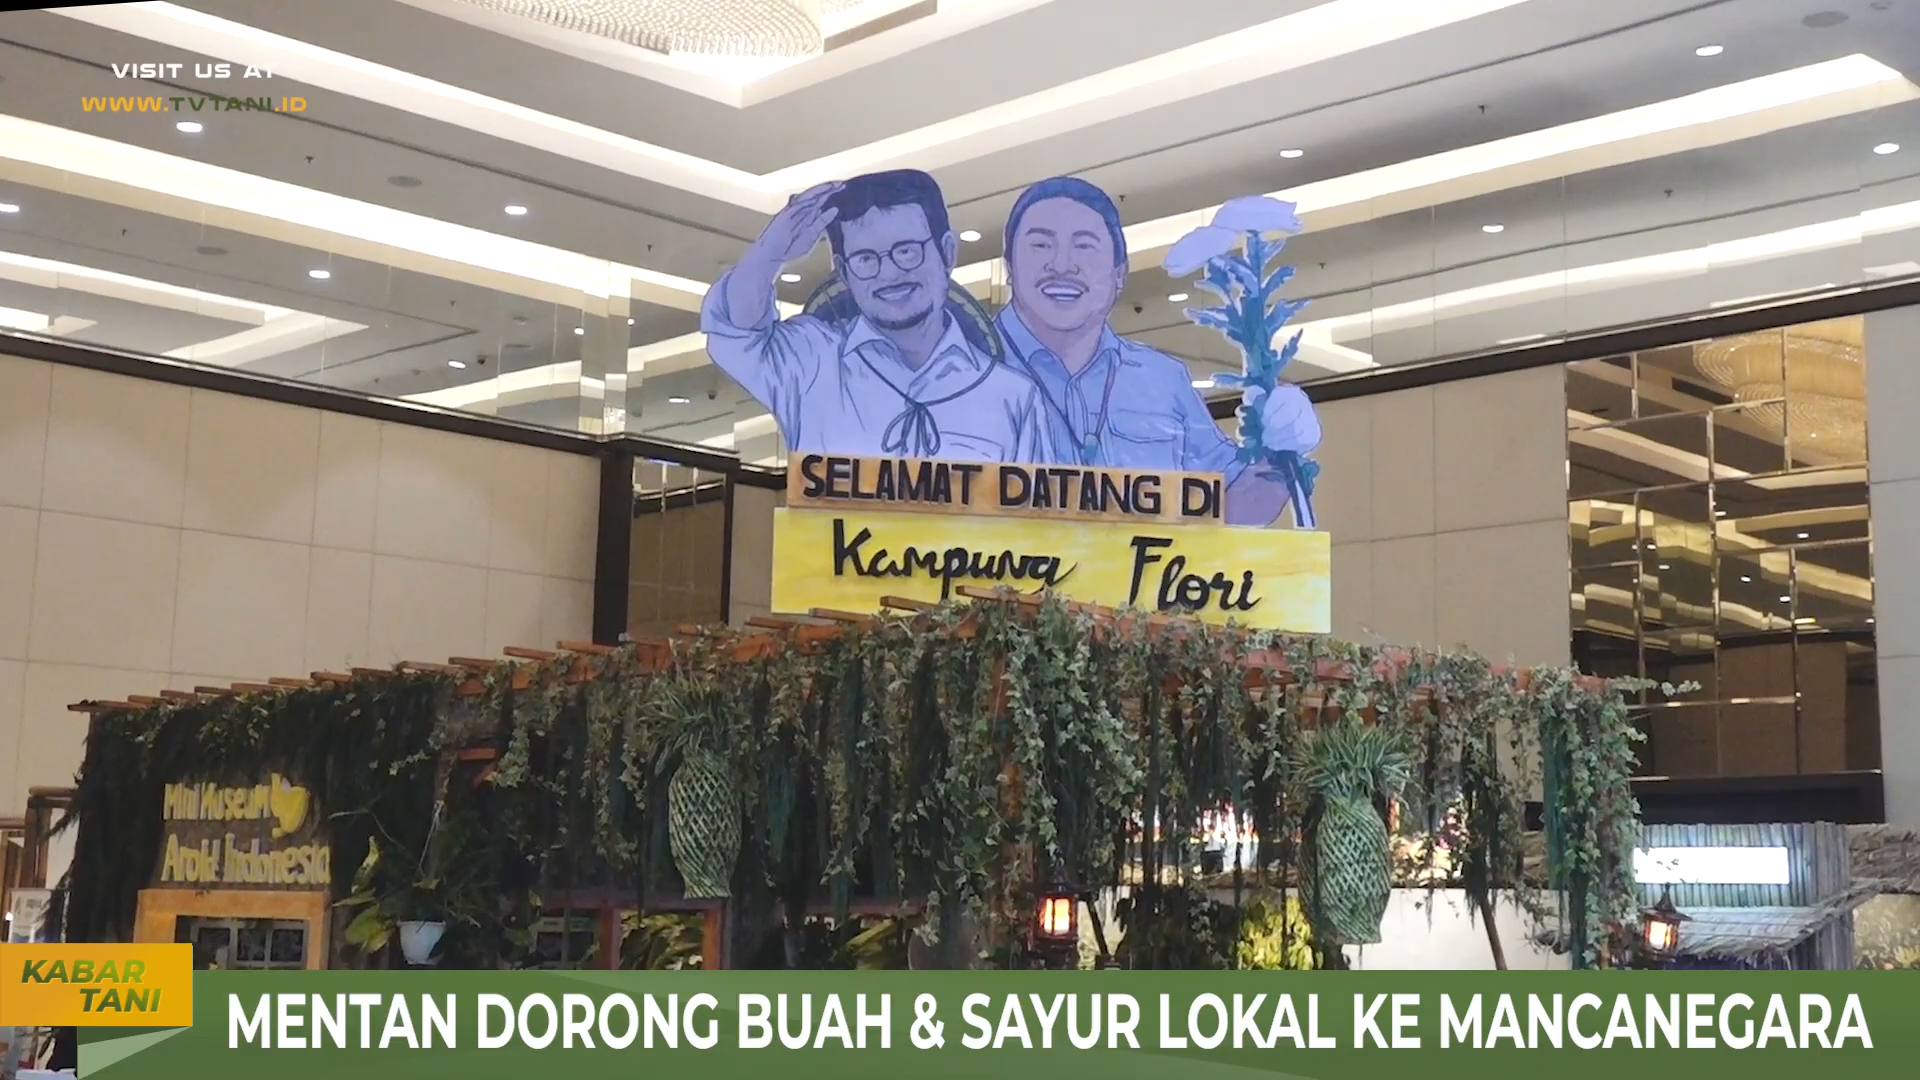 VISIT US AT
WWW.TVTANI.ID
SELAMAT DATANG DI
Kampung Flori
Mini Museum
Aroid Indonesia
KABAR
TANI
MENTAN DORONG BUAH & SAYUR LOKAL KE MANCANEGARA